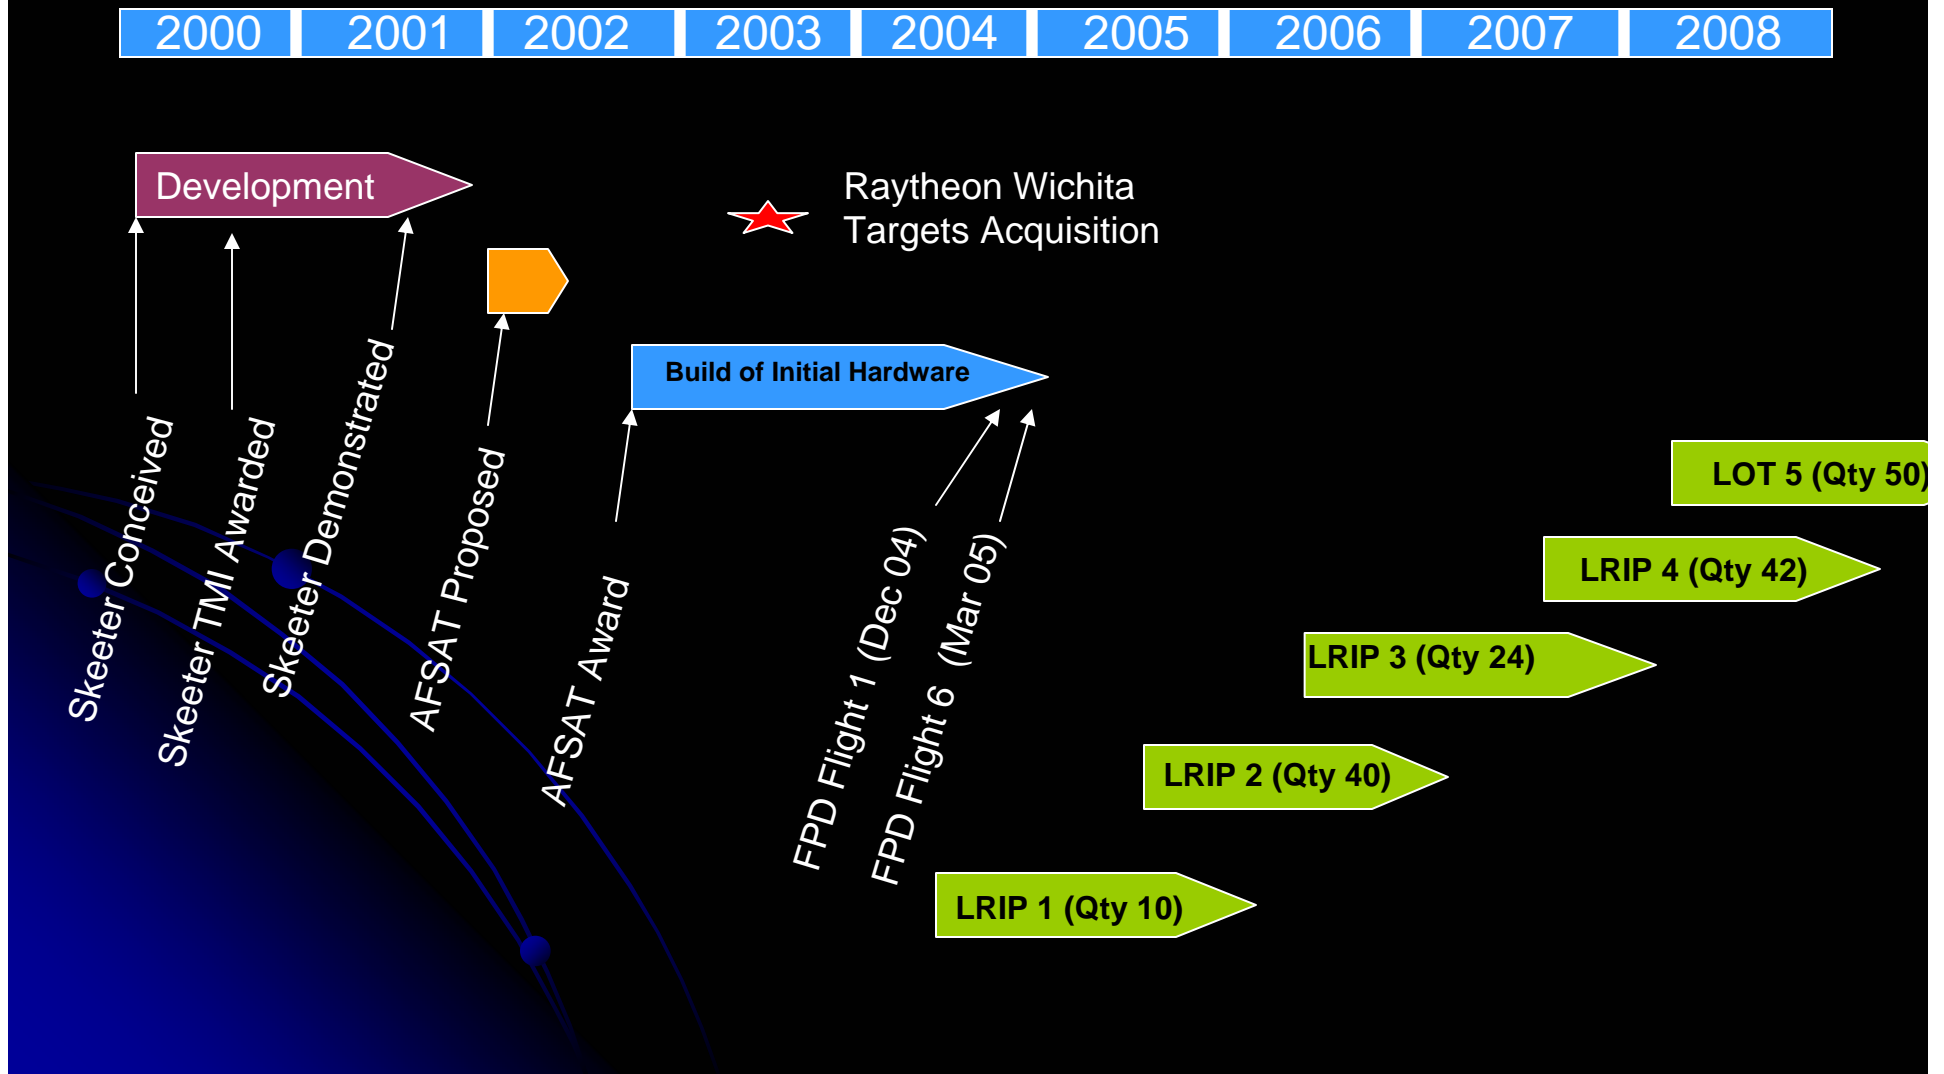 2000 2001 2002 2003 2004 2005 2006 2007 2008
Development
Raytheon Wichita
Targets Acquisition
Build of Initial Hardware
Skeeter Conceived
Skeeter TMI Awarded
Skeeter Demonstrated
AFSAT Proposed
AFSAT Award
FPD Flight 1 (Dec 04)
FPD Flight 6 (Mar 05)
LOT 5 (Qty 50)
LRIP 4 (Qty 42)
LRIP 3 (Qty 24)
LRIP 2 (Qty 40)
LRIP 1 (Qty 10)